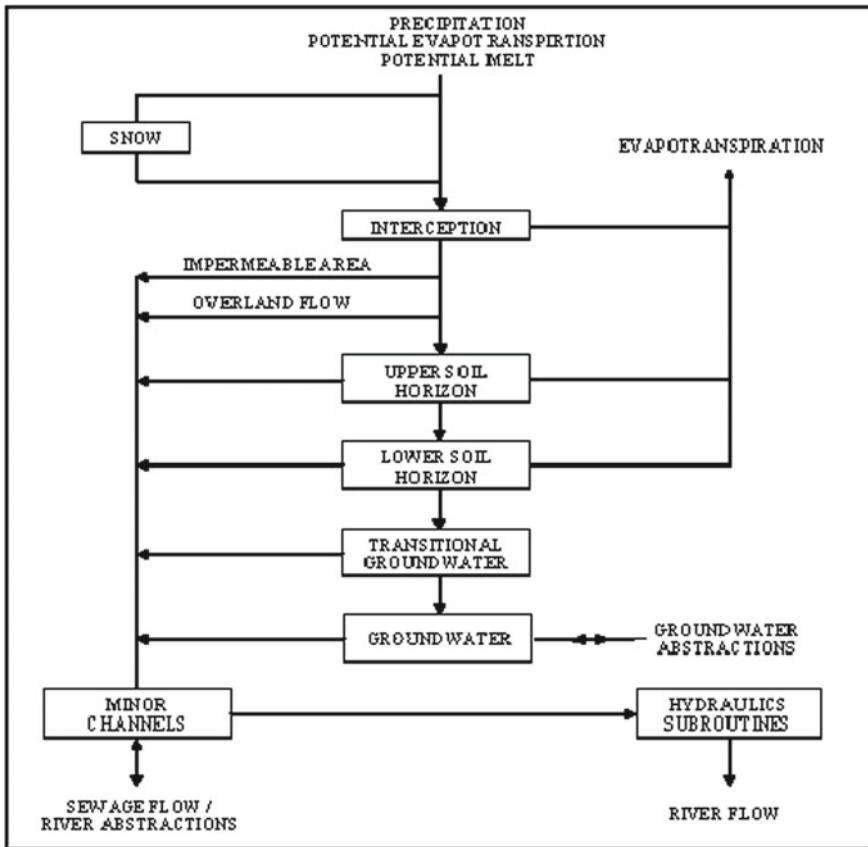 PRECIPITATION
POTENTIAL EVAPOT RANSPIRTION
POTENTIAL MELT
SNOW
EVAPOTRANSPIRATION
INTERCEPTION
IMPERMEABLE AREA
OVERLAND FLOW
UPPER SOIL
HORIZON
LOWER SOIL
HORIZON
TRANSITIONAL
GROUNDWATER
GROUNDWATER
GROUNDWATER
ABSTRACTIONS
MINOR
CHANNELS
HYDRAULICS
SUBROUTINES
SEWAGE FLOW /
RIVER ABSTRACTIONS
RIVER FLOW